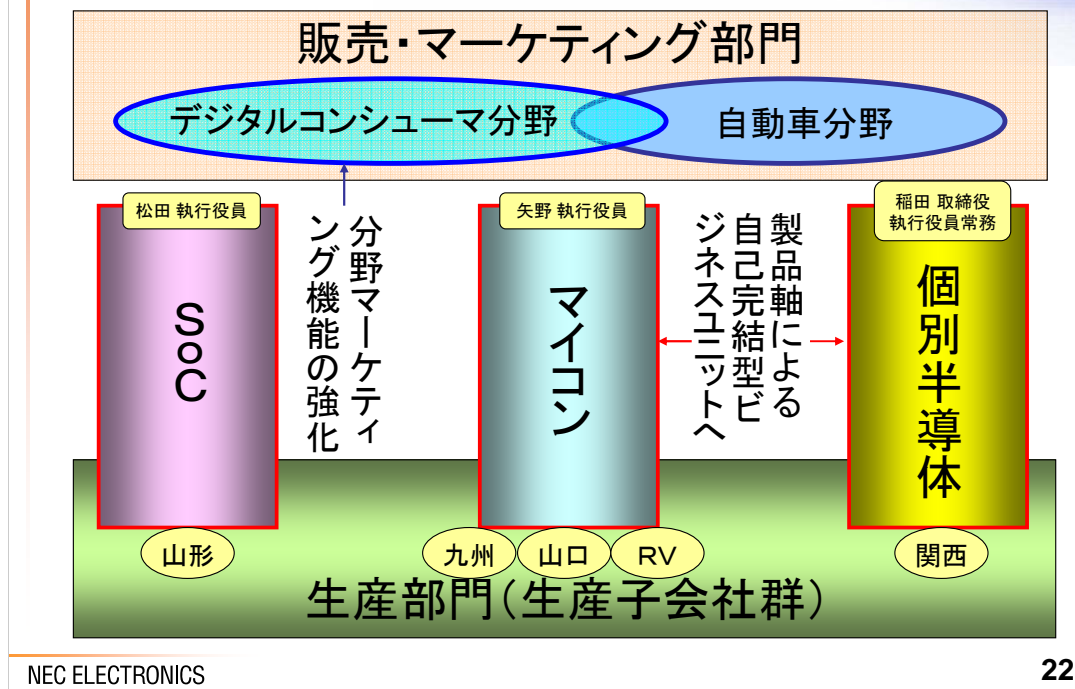 販売・マーケティング部門
デジタルコンシューマ分野
自動車分野
松田 執行役員
SoC
分野マーケティ
ング機能の強化
矢野 執行役員
マイコン
製品軸による
自己完結型ビ
ジネスユニットへ
稲田 取締役
執行役員常務
個別半導体
山形
九州
山口
RV
関西
生産部門(生産子会社群)
NEC ELECTRONICS
22